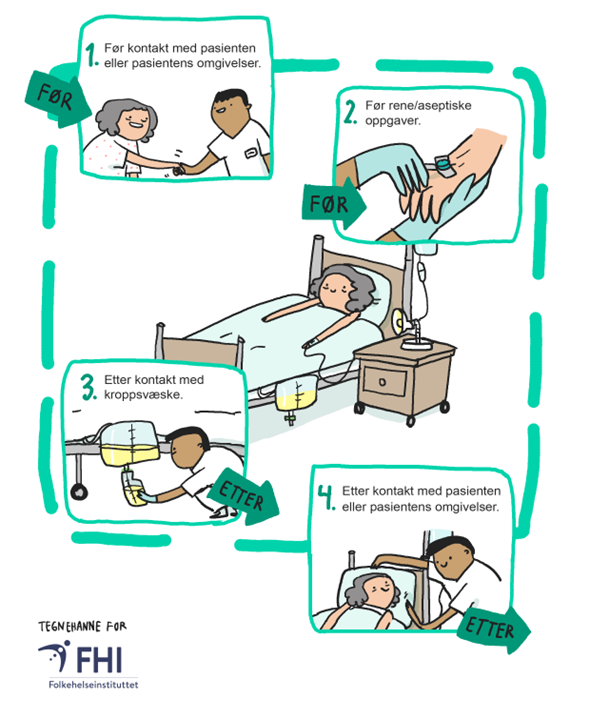 FØR
1. Før kontakt med pasienten
eller pasientens omgivelser.
2. Før rene/aseptiske
oppgaver.
FØR
3. Etter kontakt med
kroppsvæske.
ETTER
4. Etter kontakt med pasienten
eller pasientens omgivelser.
ETTER
TEGNEHANNE FOR
FHI
Folkehelseinstituttet